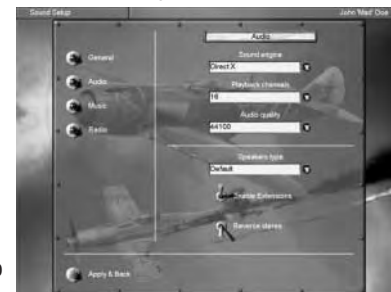 Sound Setup
John 'Mad' Doe
Audio
General
Sound engine
Direct X
Audio
Playback channels
16
Music
Audio quality
Radio
44100
Speakers type
Default
Enable Extensions
Reverse stereo
Apply & Back